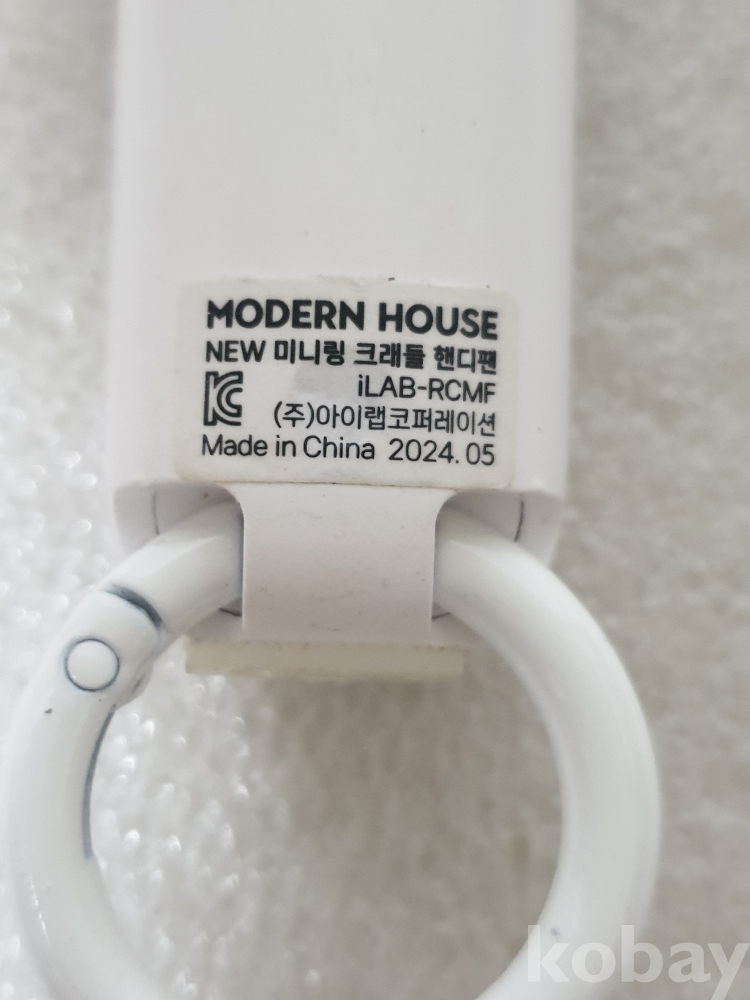 MODERN HOUSE
NEW 미니링 크래들 핸디팬
iLAB-RCMF
(주)아이랩코퍼레이션
Made in China 2024. 05
kobay